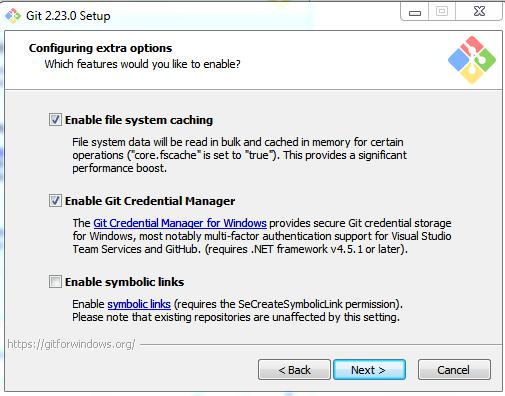 Git 2.23.0 Setup
Configuring extra options
Which features would you like to enable?
Enable file system caching
File system data will be read in bulk and cached in memory for certain
operations ("core.fscache" is set to "true"). This provides a significant
performance boost.
Enable Git Credential Manager
The Git Credential Manager for Windows provides secure Git credential storage
for Windows, most notably multi-factor authentication support for Visual Studio
Team Services and GitHub. (requires .NET framework v4.5.1 or later).
Enable symbolic links
Enable symbolic links (requires the SeCreateSymbolicLink permission).
Please note that existing repositories are unaffected by this setting.
https://gitforwindows.org/
< Back Next > Cancel